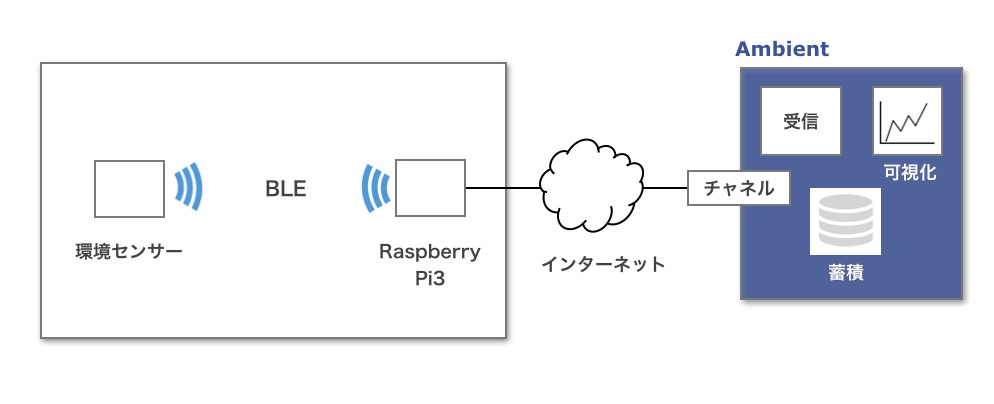 Ambient
受信
可視化
BLE
チャネル
環境センサー
Raspberry
Pi3
インターネット
蓄積